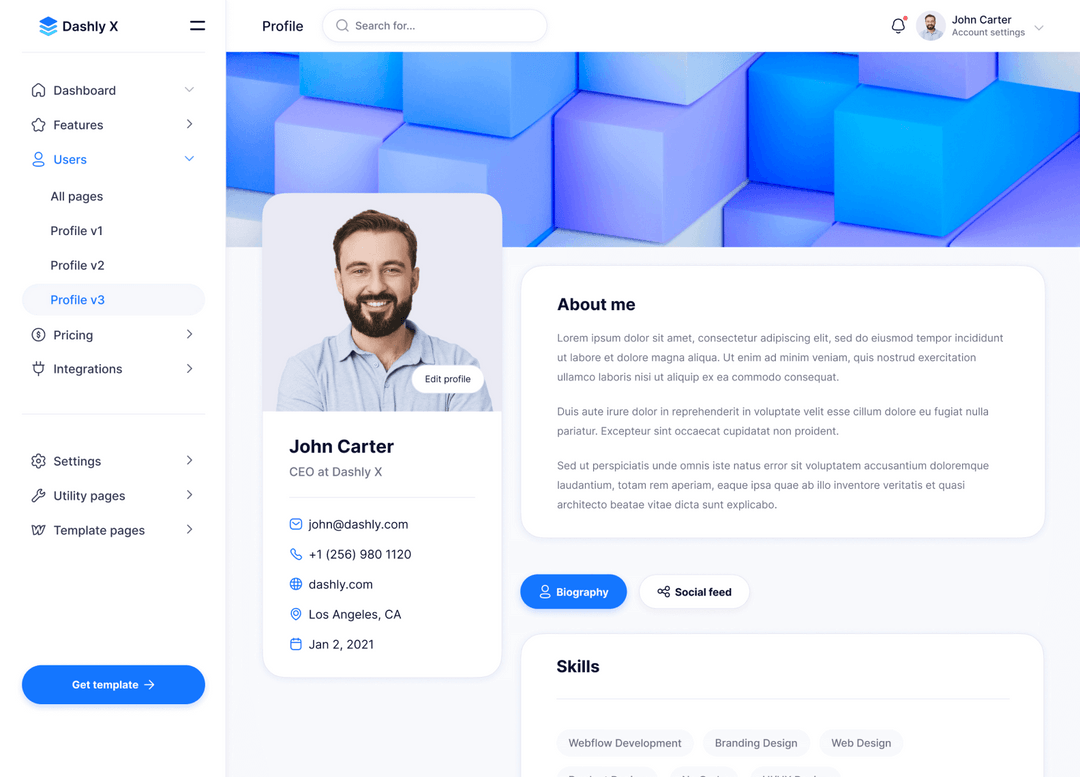 Dashly X
Dashboard
Features
Users
All pages
Profile v1
Profile v2
Profile v3
Pricing
Integrations
Settings
Utility pages
Template pages
Get template
Profile
Search for...
John Carter
Account settings
Edit profile
John Carter
CEO at Dashly X
john@dashly.com
+1 (256) 980 1120
dashly.com
Los Angeles, CA
Jan 2, 2021
About me
Lorem ipsum dolor sit amet, consectetur adipiscing elit, sed do eiusmod tempor incididunt
ut labore et dolore magna aliqua. Ut enim ad minim veniam, quis nostrud exercitation
ullamco laboris nisi ut aliquip ex ea commodo consequat.
Duis aute irure dolor in reprehenderit in voluptate velit esse cillum dolore eu fugiat nulla
pariatur. Excepteur sint occaecat cupidatat non proident.
Sed ut perspiciatis unde omnis iste natus error sit voluptatem accusantium doloremque
laudantium, totam rem aperiam, eaque ipsa quae ab illo inventore veritatis et quasi
architecto beatae vitae dicta sunt explicabo.
Biography
Social feed
Skills
Webflow Development
Branding Design
Web Design